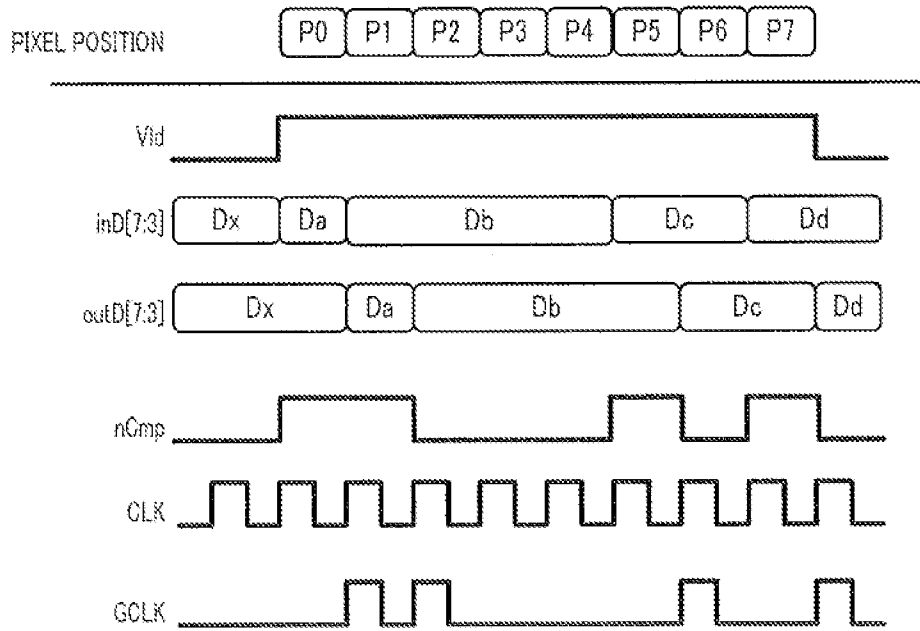 PIXEL POSITION P0 P1 P2 P3 P4 P5 P6 P7
Vld
inD[7:3] Dx Da Db Dc Dd
outD[7:3] Dx Da Db Dc Dd
nCmp
CLK
GCLK